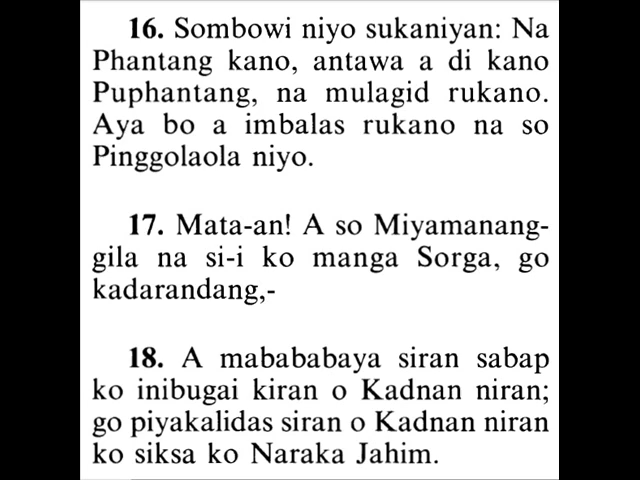 16. Sombowi niyo sukaniyan: Na
Phantang kano, antawa a di kano
Puphantang, na mulagid rukano.
Aya bo a imbalas rukano na so
Pinggolaola niyo.
17. Mata-an! A so Miyamanang-
gila na si-i ko manga Sorga, go
kadarandang,-
18. A mabababaya siran sabap
ko inibugai kiran o Kadnan niran;
go piyakalidas siran o Kadnan niran
ko siksa ko Naraka Jahim.